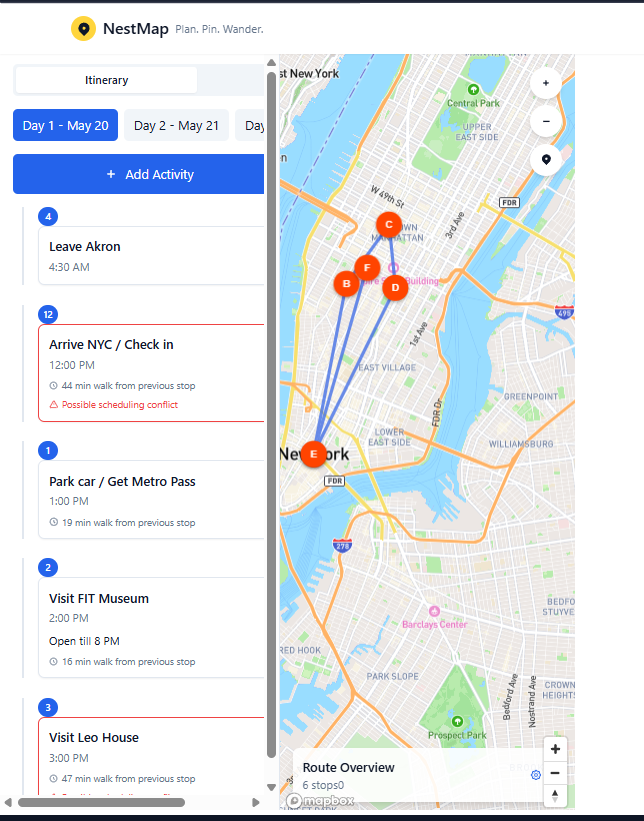 NestMap Plan. Pin. Wander.
Itinerary
Day 1 - May 20
Day 2 - May 21
Day
+ Add Activity
4
Leave Akron
4:30 AM
12
Arrive NYC / Check in
12:00 PM
44 min walk from previous stop
Possible scheduling conflict
1
Park car / Get Metro Pass
1:00 PM
19 min walk from previous stop
2
Visit FIT Museum
2:00 PM
Open till 8 PM
16 min walk from previous stop
3
Visit Leo House
3:00 PM
47 min walk from previous stop
st New York
Central Park
UPPER
EAST SIDE
+
−
en
W 49th St
FDR
3rd Ave
C
OWN
MANHATTAN
F
B
D
Building
495
1st Ave
EAST VILLAGE
GREENPOINT
FDR Dr
LOWER
EAST SIDE
WILLIAMSBURG
E
New York
FDR
278
BEDFO
STUYVE
Barclays Center
RED HOOK
PARK SLOPE
Bedford Ave
Nostrand Ave
CROWN
HEIGHTS
Prospect Park
Route Overview
6 stops0
+
−
mapbox